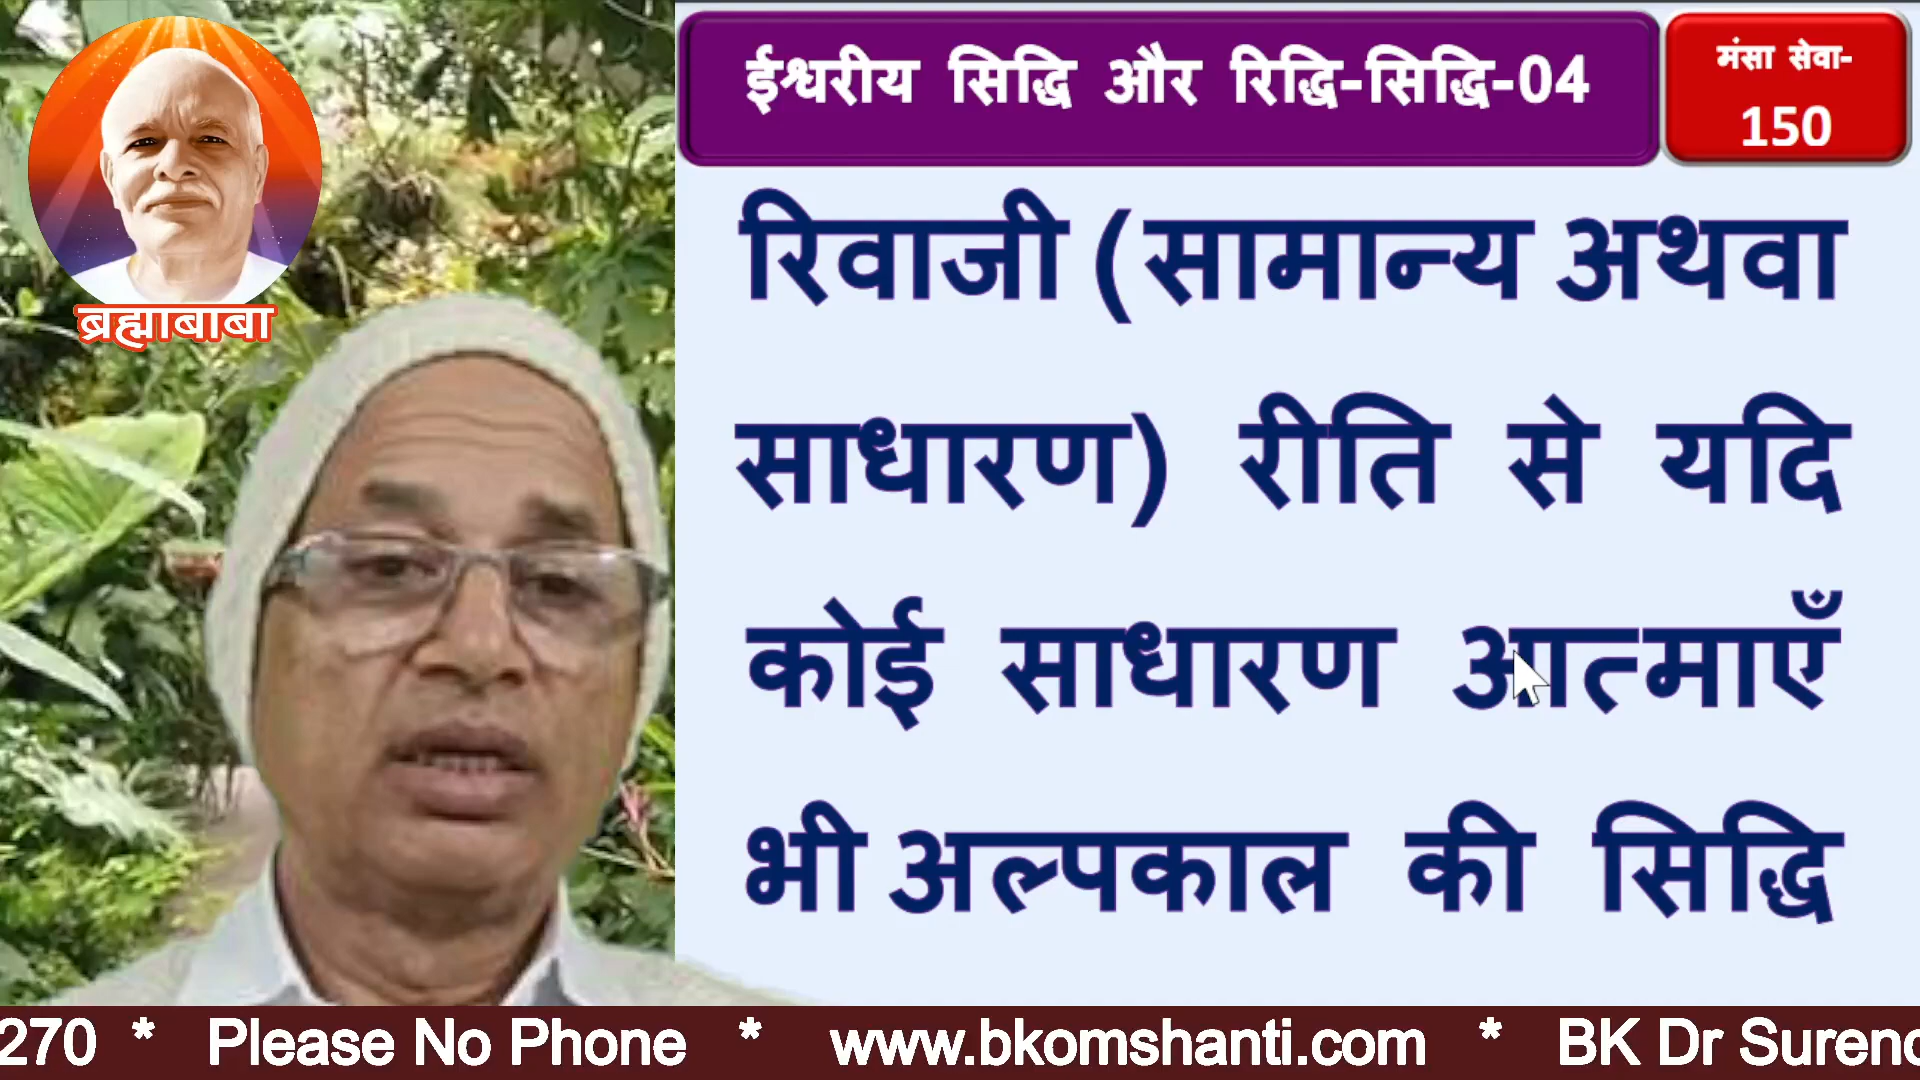 ईश्वरीय सिद्धि और रिद्धि-सिद्धि-04
मंसा सेवा-
150
ब्रह्माबाबा
रिवाजी (सामान्य अथवा
साधारण) रीति से यदि
कोई साधारण आत्माएँ
भी अल्पकाल की सिद्धि
270 * Please No Phone * www.bkomshanti.com * BK Dr